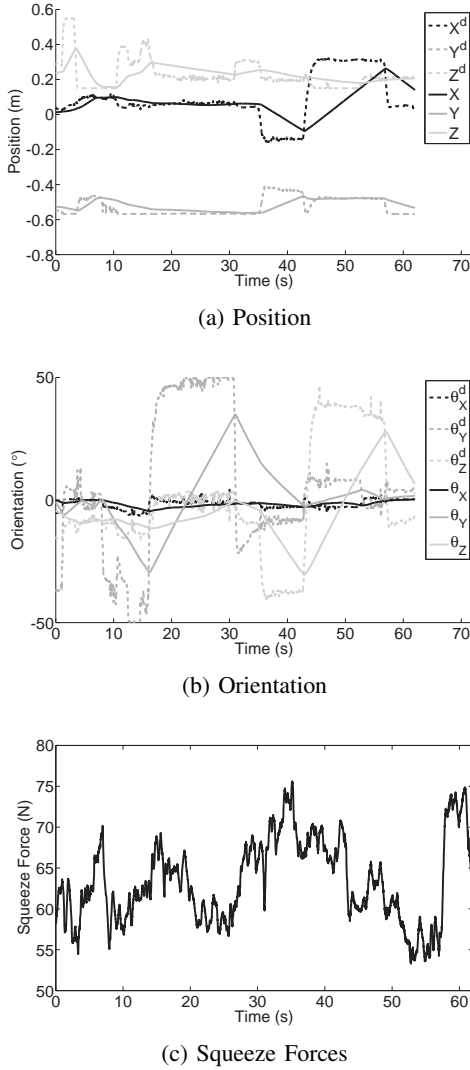 0.6
0.4
0.2
0
-0.2
-0.4
-0.6
-0.8
Position (m)
0 10 20 30 40 50 60 70
Time (s)
X^d
Y^d
Z^d
X
Y
Z
(a) Position
50
0
-50
Orientation (°)
0 10 20 30 40 50 60 70
Time (s)
θ_X^d
θ_Y^d
θ_Z^d
θ_X
θ_Y
θ_Z
(b) Orientation
80
75
70
65
60
55
50
Squeeze Force (N)
0 10 20 30 40 50 60
Time (s)
(c) Squeeze Forces